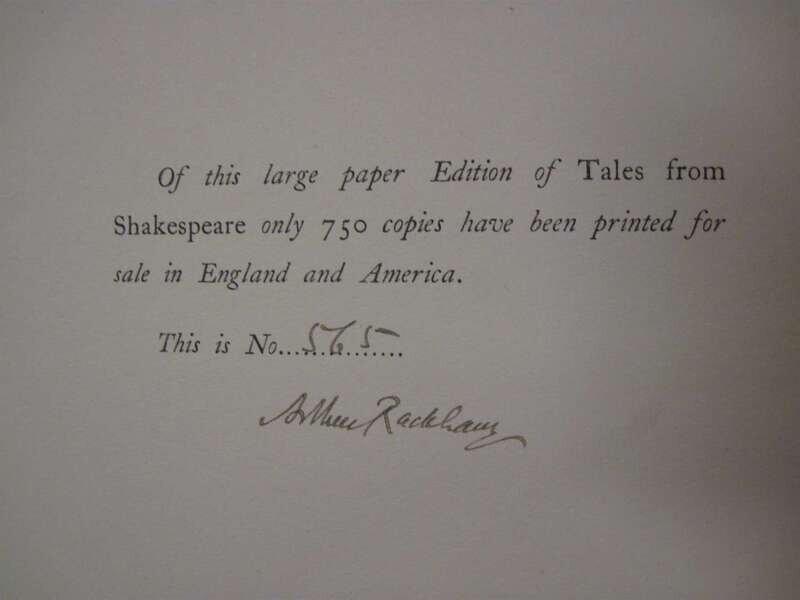 Of this large paper Edition of Tales from
Shakespeare only 750 copies have been printed for
sale in England and America.
This is No......565.......
Arthur Rackham